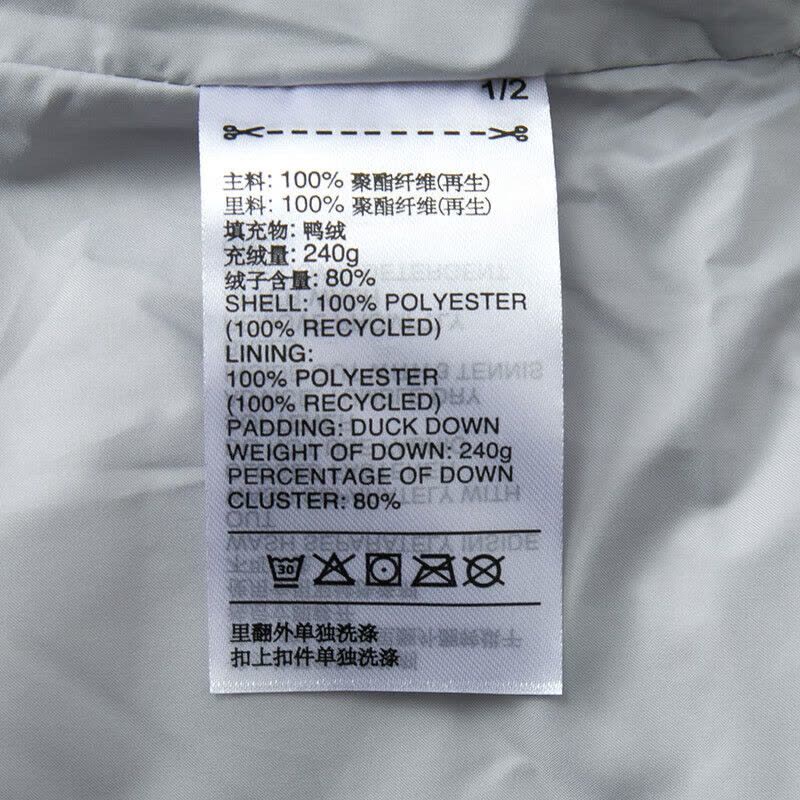 1/2
主料: 100% 聚酯纤维(再生)
里料: 100% 聚酯纤维(再生)
填充物: 鸭绒
充绒量: 240g
绒子含量: 80%
SHELL: 100% POLYESTER
(100% RECYCLED)
LINING:
100% POLYESTER
(100% RECYCLED)
PADDING: DUCK DOWN
WEIGHT OF DOWN: 240g
PERCENTAGE OF DOWN
CLUSTER: 80%
30
里翻外单独洗涤
扣上扣件单独洗涤